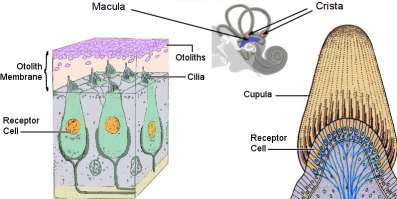 Macula
Crista
Otolith
Membrane
Otoliths
Cilia
Receptor
Cell
Cupula
Receptor
Cell